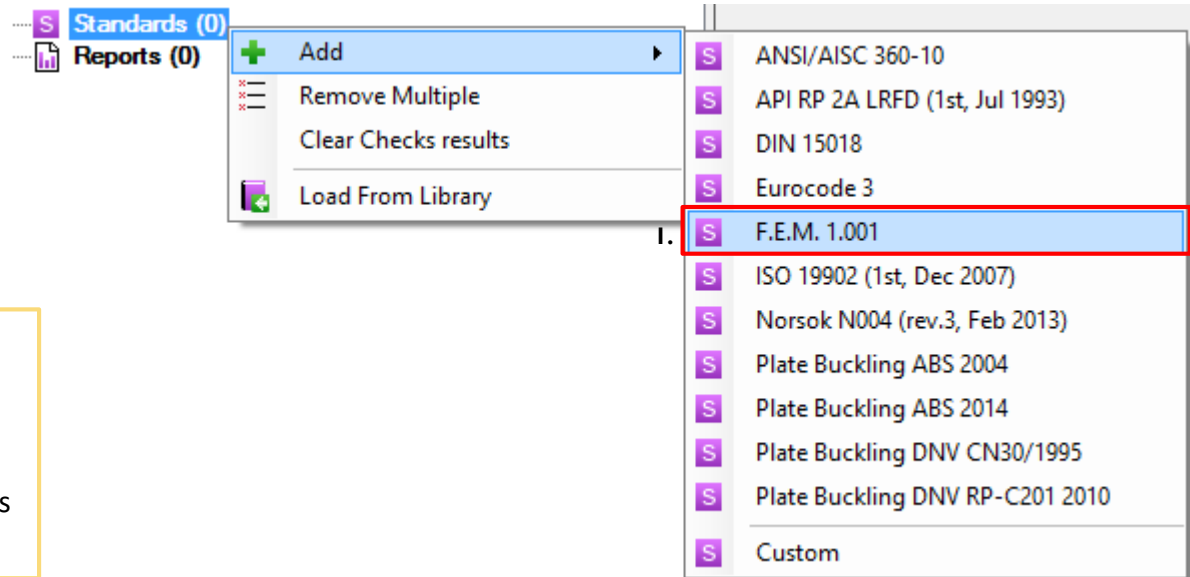 Standards (0)
Reports (0)
Add
Remove Multiple
Clear Checks results
Load From Library
1.
ANSI/AISC 360-10
API RP 2A LRFD (1st, Jul 1993)
DIN 15018
Eurocode 3
F.E.M. 1.001
ISO 19902 (1st, Dec 2007)
Norsok N004 (rev.3, Feb 2013)
Plate Buckling ABS 2004
Plate Buckling ABS 2014
Plate Buckling DNV CN30/1995
Plate Buckling DNV RP-C201 2010
Custom
s